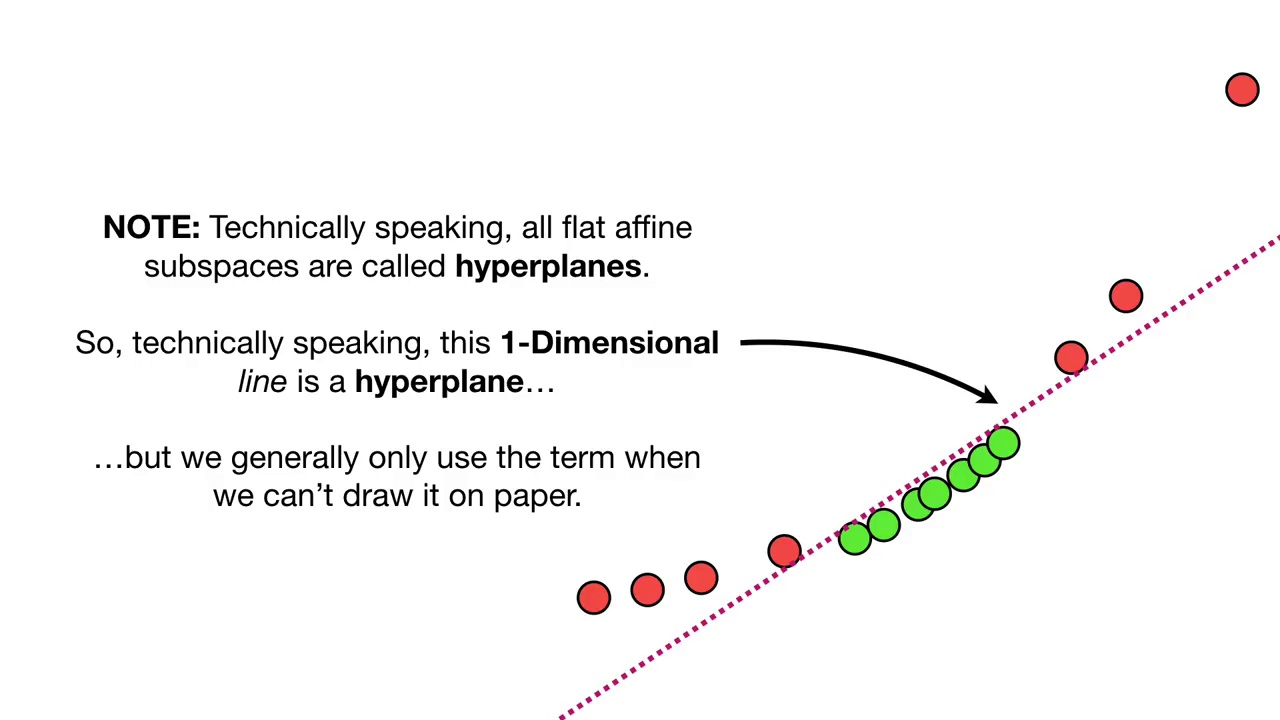 NOTE: Technically speaking, all flat affine
subspaces are called hyperplanes.
So, technically speaking, this 1-Dimensional
line is a hyperplane…
…but we generally only use the term when
we can’t draw it on paper.